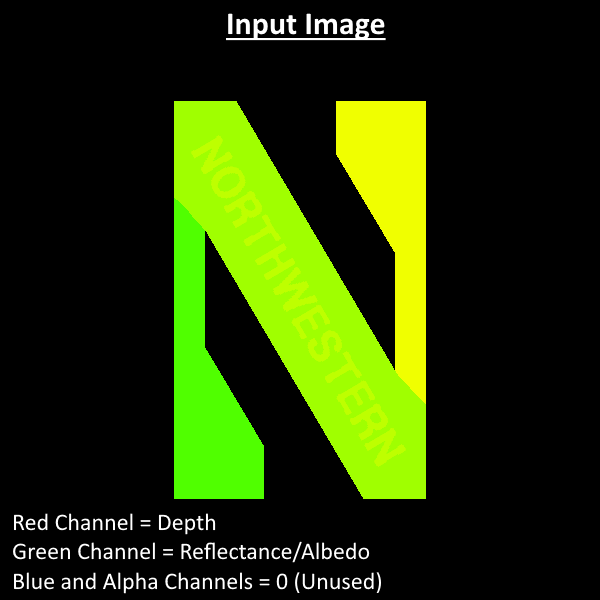 Input Image
NORTHWESTERN
Red Channel = Depth
Green Channel = Reflectance/Albedo
Blue and Alpha Channels = 0 (Unused)